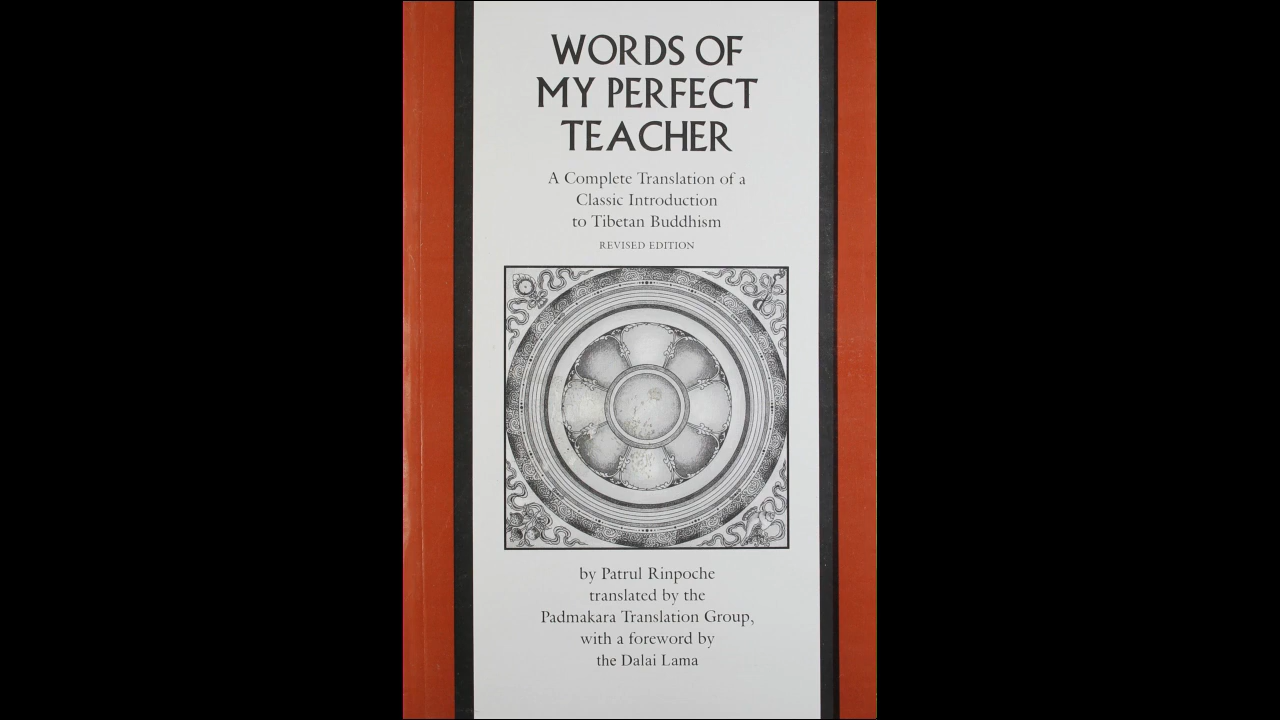 WORDS OF
MY PERFECT
TEACHER
A Complete Translation of a
Classic Introduction
to Tibetan Buddhism
REVISED EDITION
by Patrul Rinpoche
translated by the
Padmakara Translation Group,
with a foreword by
the Dalai Lama